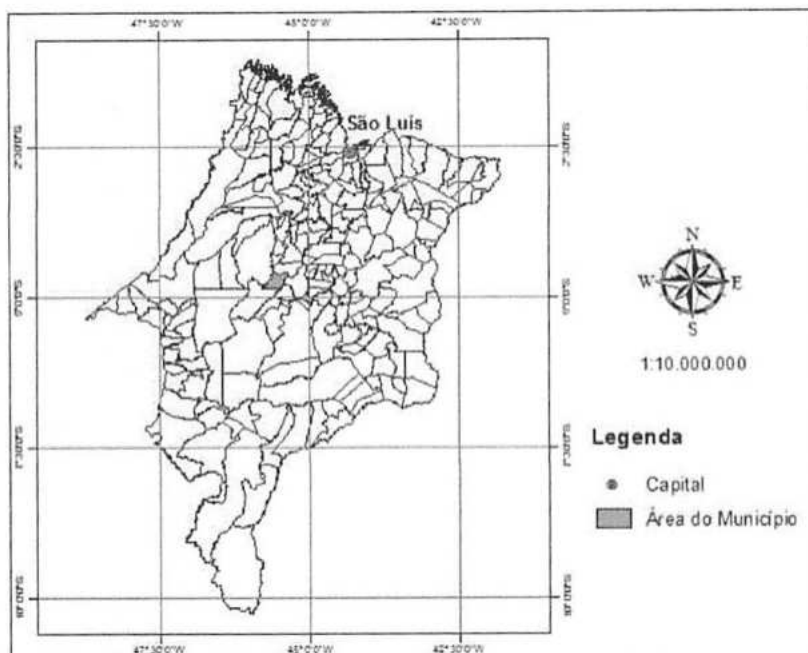 47°30'0"W 45°0'0"W 42°30'0"W
São Luís
2°30'0"S 2°30'0"S
N
W E
S
5°0'0"S 5°0'0"S
1:10.000.000
Legenda
Capital
Área do Município
7°30'0"S 7°30'0"S
10°0'0"S 10°0'0"S
47°30'0"W 45°0'0"W 42°30'0"W